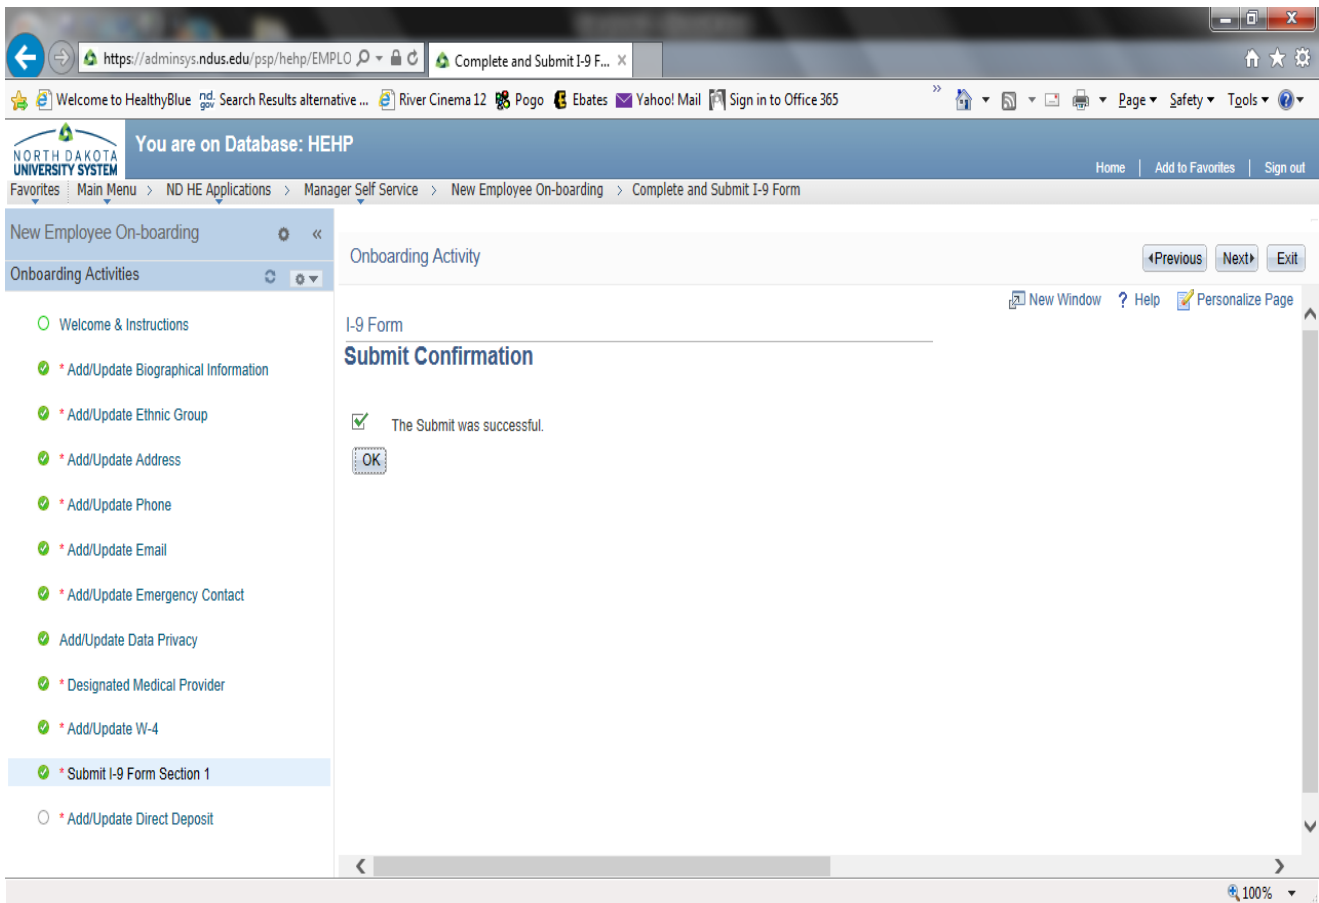 X
https://adminsys.ndus.edu/psp/hehp/EMPLO
Complete and Submit I-9 F... ×
Welcome to HealthyBlue nd. gov Search Results alternative ... River Cinema 12 Pogo Ebates Yahoo! Mail Sign in to Office 365 » Page Safety Tools
NORTH DAKOTA
UNIVERSITY SYSTEM
You are on Database: HEHP
Home | Add to Favorites | Sign out
Favorites Main Menu > ND HE Applications > Manager Self Service > New Employee On-boarding > Complete and Submit I-9 Form
New Employee On-boarding «
Onboarding Activities
Welcome & Instructions
* Add/Update Biographical Information
* Add/Update Ethnic Group
* Add/Update Address
* Add/Update Phone
* Add/Update Email
* Add/Update Emergency Contact
Add/Update Data Privacy
* Designated Medical Provider
* Add/Update W-4
* Submit I-9 Form Section 1
* Add/Update Direct Deposit
Onboarding Activity
Previous Next Exit
New Window ? Help Personalize Page
I-9 Form
Submit Confirmation
The Submit was successful.
OK
100%